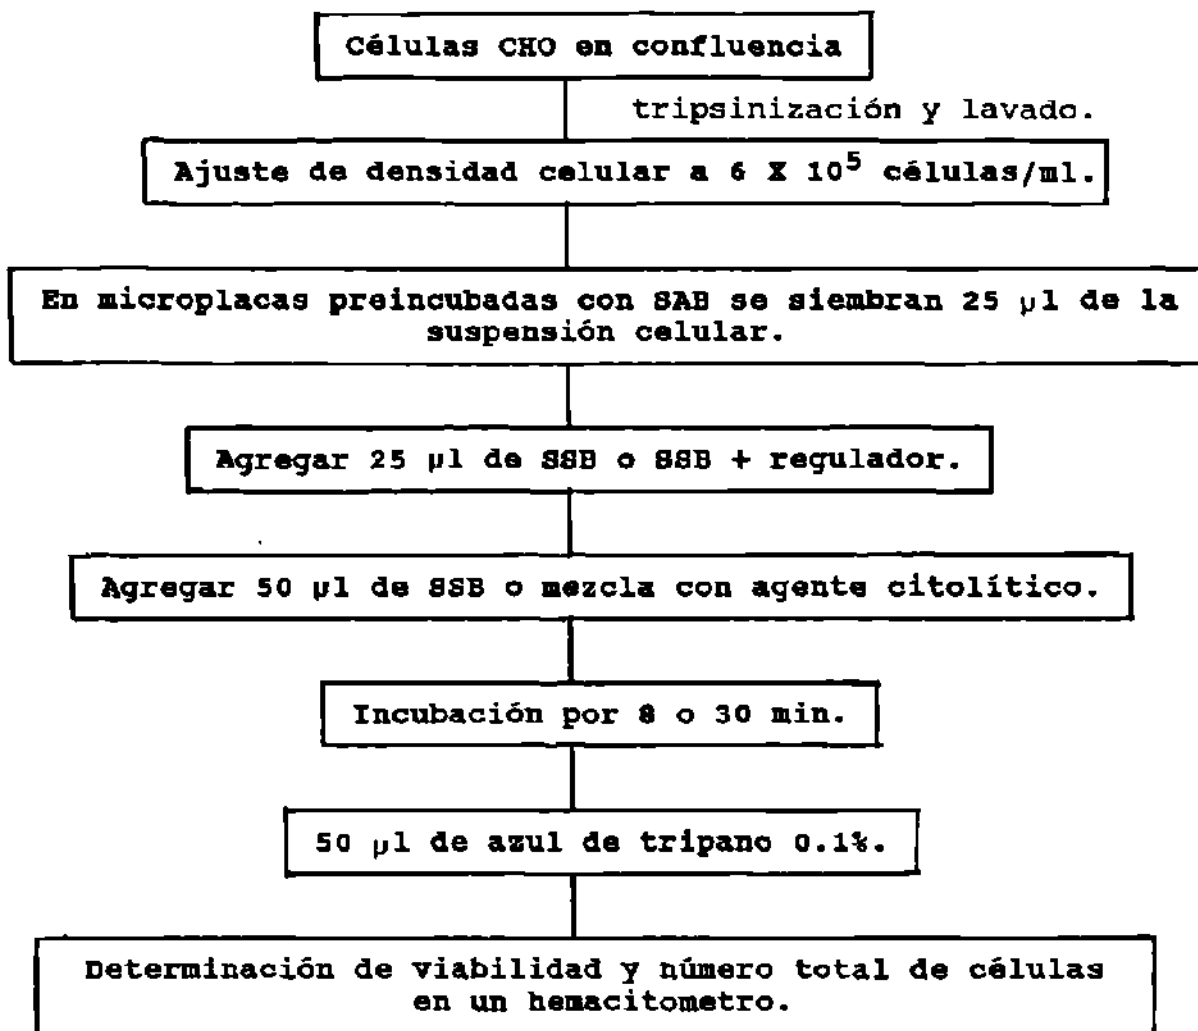 Células CHO en confluencia
tripsinización y lavado.
Ajuste de densidad celular a 6 X 10⁵ células/ml.
En microplacas preincubadas con SAB se siembran 25 µl de la
suspensión celular.
Agregar 25 µl de SSB o SSB + regulador.
Agregar 50 µl de SSB o mezcla con agente citolítico.
Incubación por 8 o 30 min.
50 µl de azul de tripano 0.1%.
Determinación de viabilidad y número total de células
en un hemacitometro.